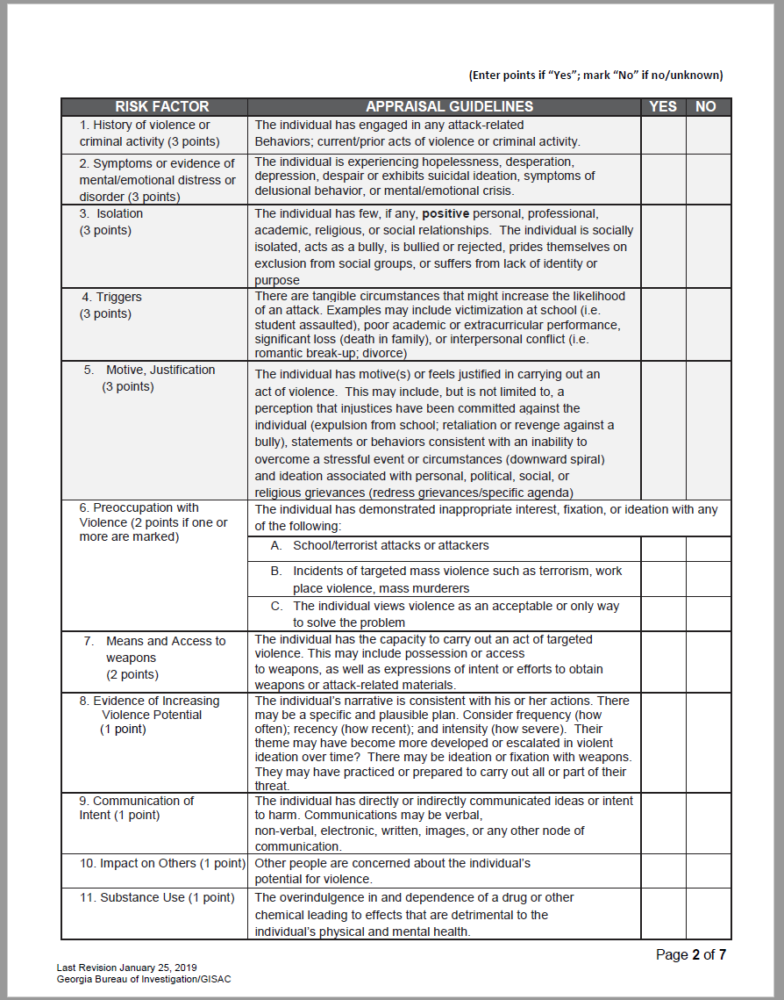 (Enter points if “Yes”; mark “No” if no/unknown)
RISK FACTOR APPRAISAL GUIDELINES YES NO
1. History of violence or
criminal activity (3 points)
The individual has engaged in any attack-related
Behaviors; current/prior acts of violence or criminal activity.
2. Symptoms or evidence of
mental/emotional distress or
disorder (3 points)
The individual is experiencing hopelessness, desperation,
depression, despair or exhibits suicidal ideation, symptoms of
delusional behavior, or mental/emotional crisis.
3. Isolation
(3 points)
The individual has few, if any, positive personal, professional,
academic, religious, or social relationships. The individual is socially
isolated, acts as a bully, is bullied or rejected, prides themselves on
exclusion from social groups, or suffers from lack of identity or
purpose
4. Triggers
(3 points)
There are tangible circumstances that might increase the likelihood
of an attack. Examples may include victimization at school (i.e.
student assaulted), poor academic or extracurricular performance,
significant loss (death in family), or interpersonal conflict (i.e.
romantic break-up; divorce)
5. Motive, Justification
(3 points)
The individual has motive(s) or feels justified in carrying out an
act of violence. This may include, but is not limited to, a
perception that injustices have been committed against the
individual (expulsion from school; retaliation or revenge against a
bully), statements or behaviors consistent with an inability to
overcome a stressful event or circumstances (downward spiral)
and ideation associated with personal, political, social, or
religious grievances (redress grievances/specific agenda)
6. Preoccupation with
Violence (2 points if one or
more are marked)
The individual has demonstrated inappropriate interest, fixation, or ideation with any
of the following:
A. School/terrorist attacks or attackers
B. Incidents of targeted mass violence such as terrorism, work
place violence, mass murderers
C. The individual views violence as an acceptable or only way
to solve the problem
7. Means and Access to
weapons
(2 points)
The individual has the capacity to carry out an act of targeted
violence. This may include possession or access
to weapons, as well as expressions of intent or efforts to obtain
weapons or attack-related materials.
8. Evidence of Increasing
Violence Potential
(1 point)
The individual’s narrative is consistent with his or her actions. There
may be a specific and plausible plan. Consider frequency (how
often); recency (how recent); and intensity (how severe). Their
theme may have become more developed or escalated in violent
ideation over time? There may be ideation or fixation with weapons.
They may have practiced or prepared to carry out all or part of their
threat.
9. Communication of
Intent (1 point)
The individual has directly or indirectly communicated ideas or intent
to harm. Communications may be verbal,
non-verbal, electronic, written, images, or any other node of
communication.
10. Impact on Others (1 point)
Other people are concerned about the individual’s
potential for violence.
11. Substance Use (1 point)
The overindulgence in and dependence of a drug or other
chemical leading to effects that are detrimental to the
individual’s physical and mental health.
Page 2 of 7
Last Revision January 25, 2019
Georgia Bureau of Investigation/GISAC